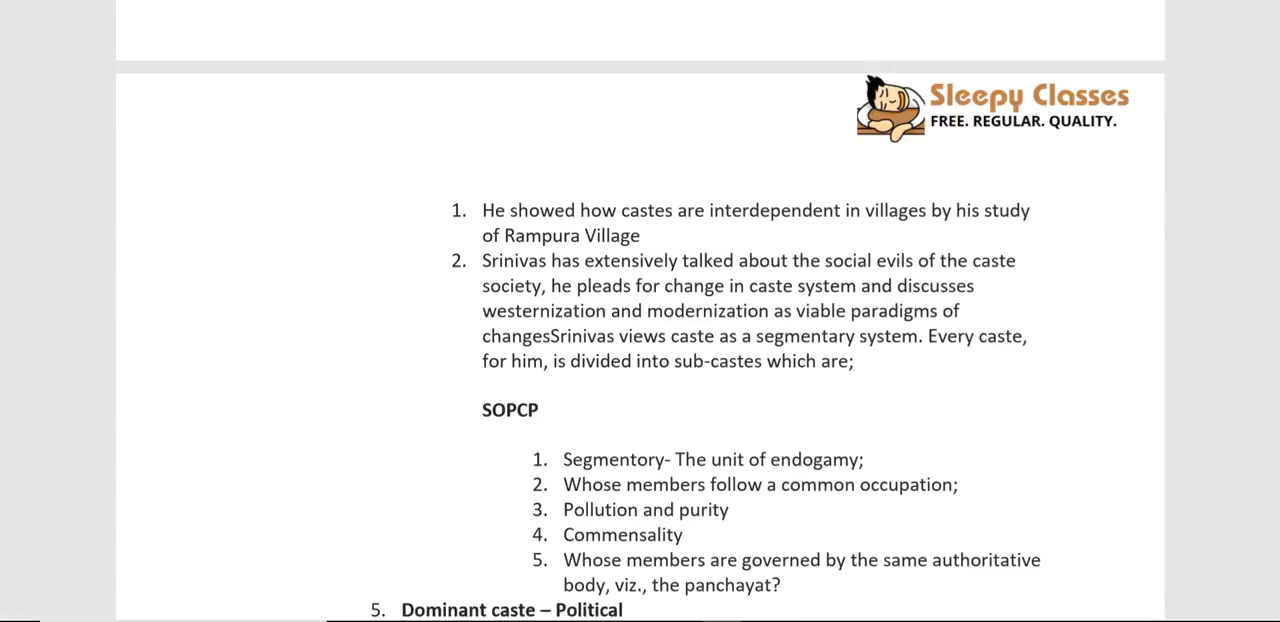 Sleepy Classes
FREE. REGULAR. QUALITY.
1. He showed how castes are interdependent in villages by his study
of Rampura Village
2. Srinivas has extensively talked about the social evils of the caste
society, he pleads for change in caste system and discusses
westernization and modernization as viable paradigms of
changesSrinivas views caste as a segmentary system. Every caste,
for him, is divided into sub-castes which are;
SOPCP
1. Segmentory- The unit of endogamy;
2. Whose members follow a common occupation;
3. Pollution and purity
4. Commensality
5. Whose members are governed by the same authoritative
body, viz., the panchayat?
5. Dominant caste – Political